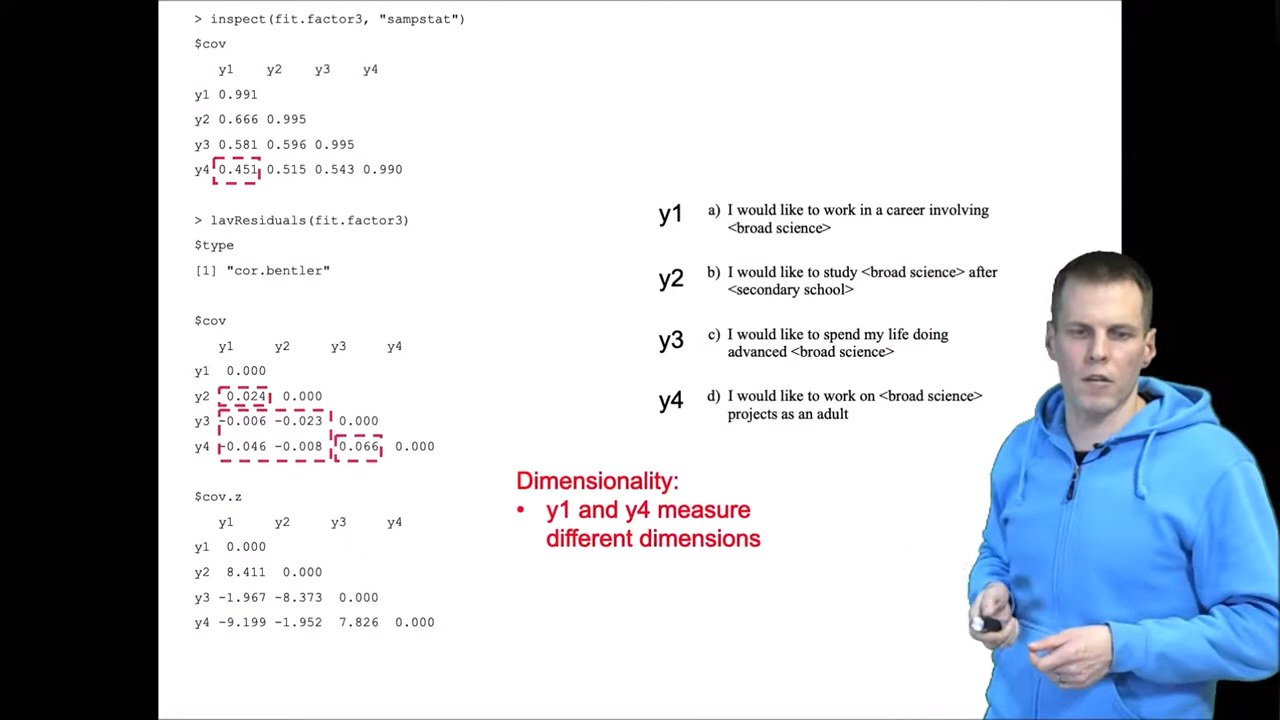 > inspect(fit.factor3, "sampstat")
$cov
y1 y2 y3 y4
y1 0.991
y2 0.666 0.995
y3 0.581 0.596 0.995
y4 0.451 0.515 0.543 0.990
> lavResiduals(fit.factor3)
$type
[1] "cor.bentler"
$cov
y1 y2 y3 y4
y1 0.000
y2 0.024 0.000
y3 -0.006 -0.023 0.000
y4 -0.046 -0.008 0.066 0.000
$cov.z
y1 y2 y3 y4
y1 0.000
y2 8.411 0.000
y3 -1.967 -8.373 0.000
y4 -9.199 -1.952 7.826 0.000
y1 a) I would like to work in a career involving
<broad science>
y2 b) I would like to study <broad science> after
<secondary school>
y3 c) I would like to spend my life doing
advanced <broad science>
y4 d) I would like to work on <broad science>
projects as an adult
Dimensionality:
• y1 and y4 measure
different dimensions